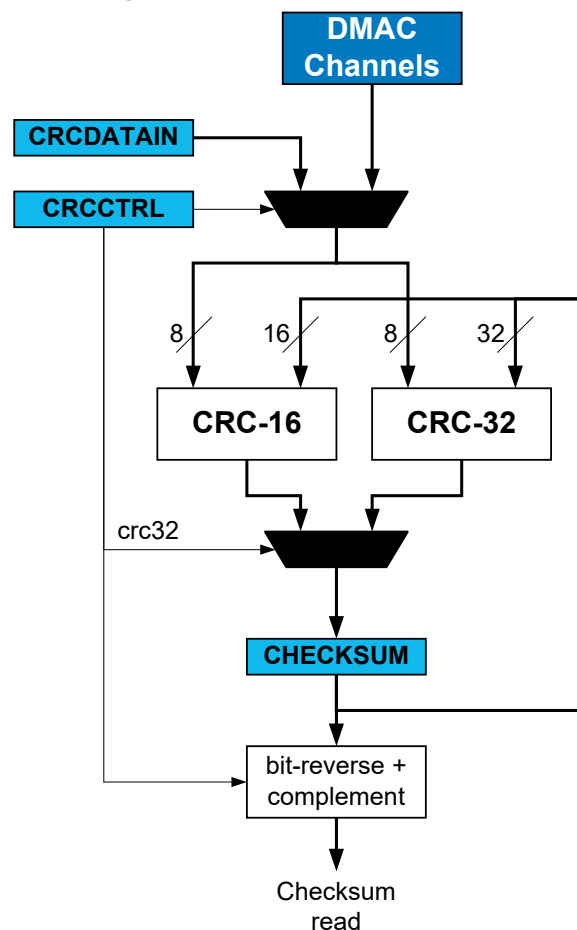 DMAC
Channels
CRCDATAIN
CRCCTRL
8
16
8
32
CRC-16
CRC-32
crc32
CHECKSUM
bit-reverse +
complement
Checksum
read